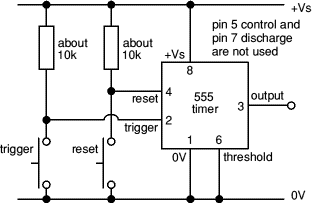 +Vs
pin 5 control and
pin 7 discharge
are not used
about
10k
about
10k
+Vs
8
reset
4
555
timer
3
output
trigger
2
1
6
0V
threshold
trigger
reset
0V